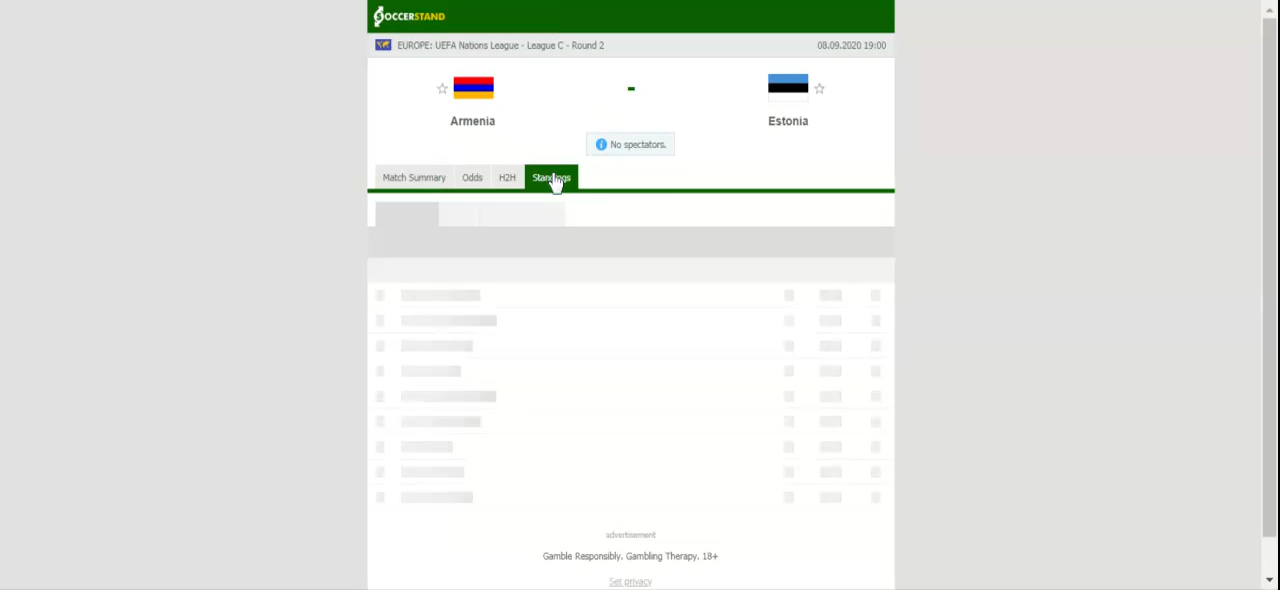 SOCCERSTAND
EUROPE: UEFA Nations League - League C - Round 2 08.09.2020 19:00
-
Armenia Estonia
No spectators.
Match Summary Odds H2H Standings
advertisement
Gamble Responsibly. Gambling Therapy. 18+
Set privacy